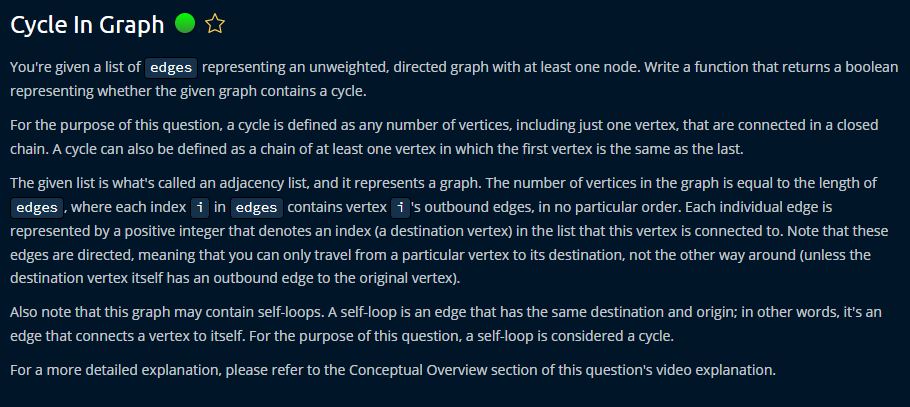 Cycle In Graph
You're given a list of edges representing an unweighted, directed graph with at least one node. Write a function that returns a boolean
representing whether the given graph contains a cycle.
For the purpose of this question, a cycle is defined as any number of vertices, including just one vertex, that are connected in a closed
chain. A cycle can also be defined as a chain of at least one vertex in which the first vertex is the same as the last.
The given list is what's called an adjacency list, and it represents a graph. The number of vertices in the graph is equal to the length of
edges, where each index i in edges contains vertex i's outbound edges, in no particular order. Each individual edge is
represented by a positive integer that denotes an index (a destination vertex) in the list that this vertex is connected to. Note that these
edges are directed, meaning that you can only travel from a particular vertex to its destination, not the other way around (unless the
destination vertex itself has an outbound edge to the original vertex).
Also note that this graph may contain self-loops. A self-loop is an edge that has the same destination and origin; in other words, it's an
edge that connects a vertex to itself. For the purpose of this question, a self-loop is considered a cycle.
For a more detailed explanation, please refer to the Conceptual Overview section of this question's video explanation.